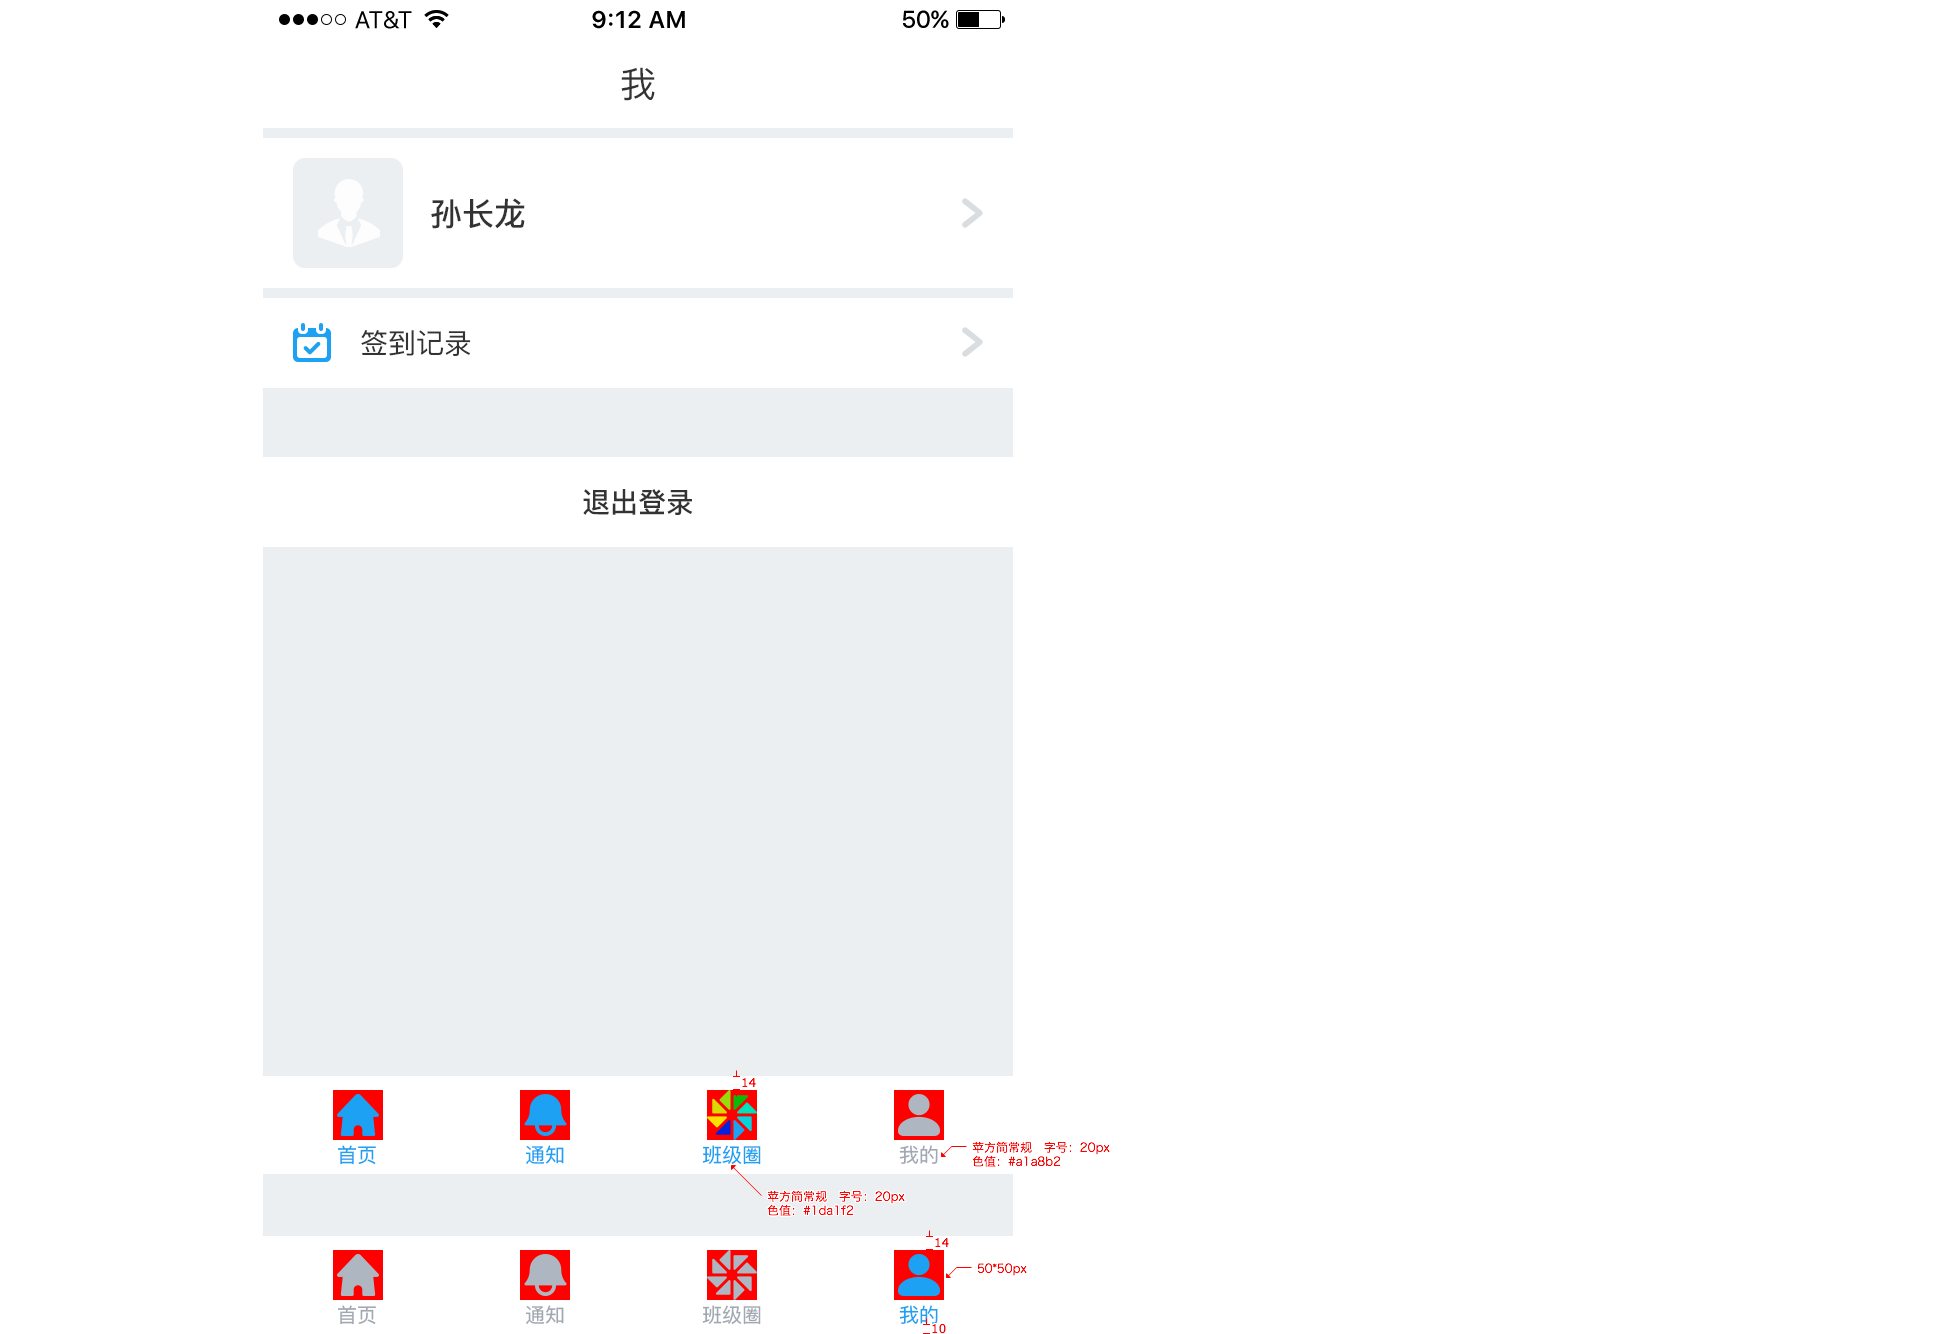 AT&T 9:12 AM 50%
我
孙长龙
签到记录
退出登录
14
首页 通知 班级圈 我的
苹方简常规 字号：20px
色值：#a1a8b2
苹方简常规 字号：20px
色值：#1da1f2
14
50*50px
首页 通知 班级圈 我的
10